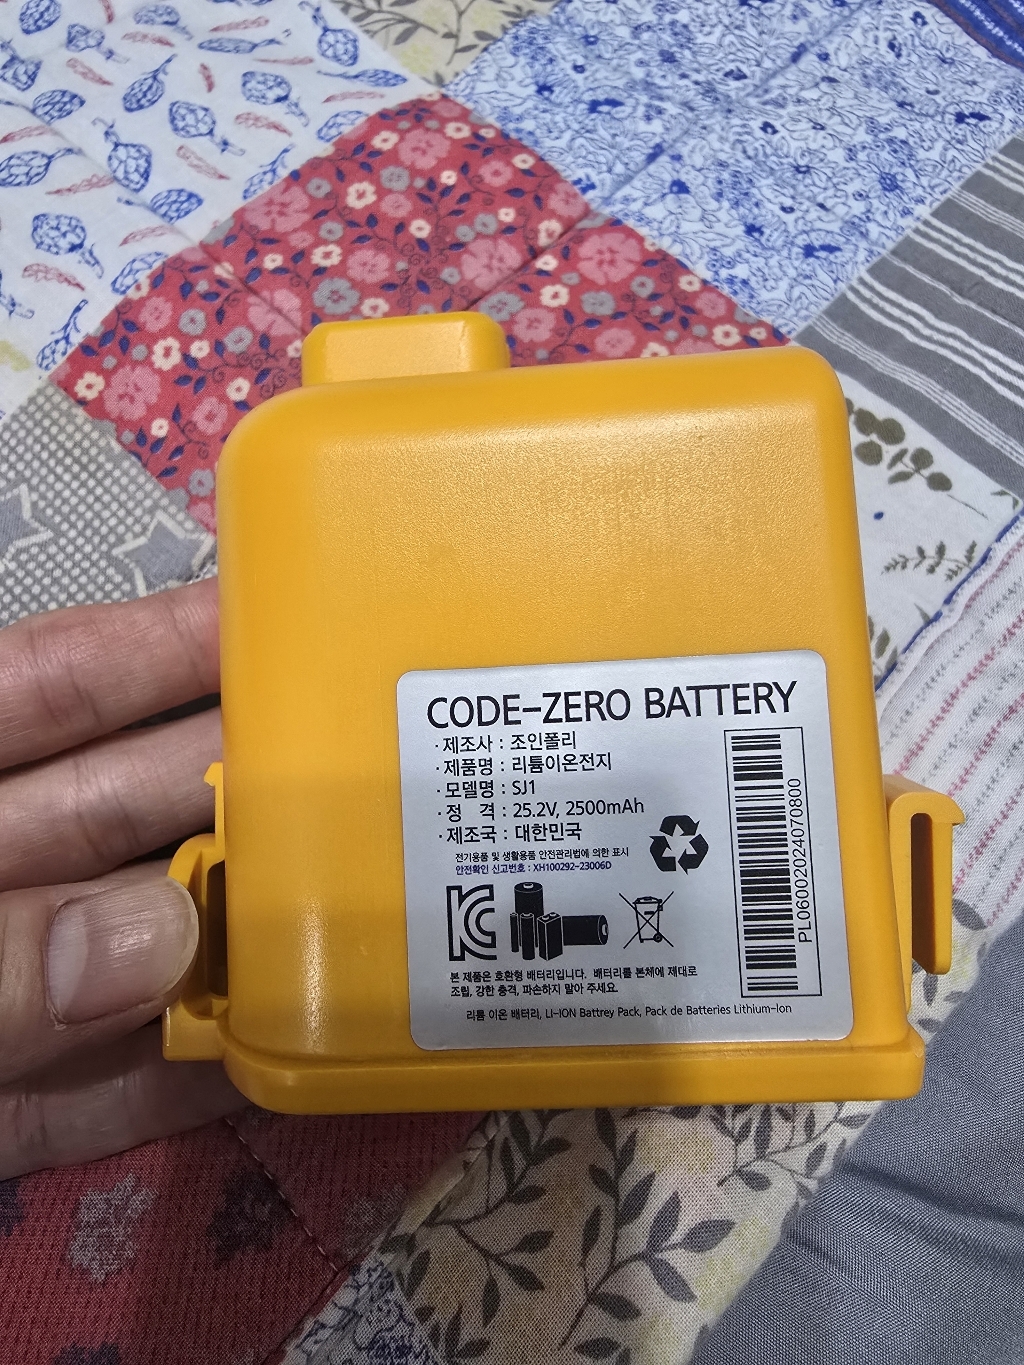 CODE-ZERO BATTERY
· 제조사 : 조인폴리
· 제품명 : 리튬이온전지
· 모델명 : SJ1
· 정 격 : 25.2V, 2500mAh
· 제조국 : 대한민국
전기용품 및 생활용품 안전관리법에 의한 표시
안전확인 신고번호 : XH100292-23006D
KC
본 제품은 호환형 배터리입니다. 배터리를 본체에 제대로
조립, 강한 충격, 파손하지 말아 주세요.
리튬 이온 배터리, LI-ION Battrey Pack, Pack de Batteries Lithium-Ion
PL06002024070800